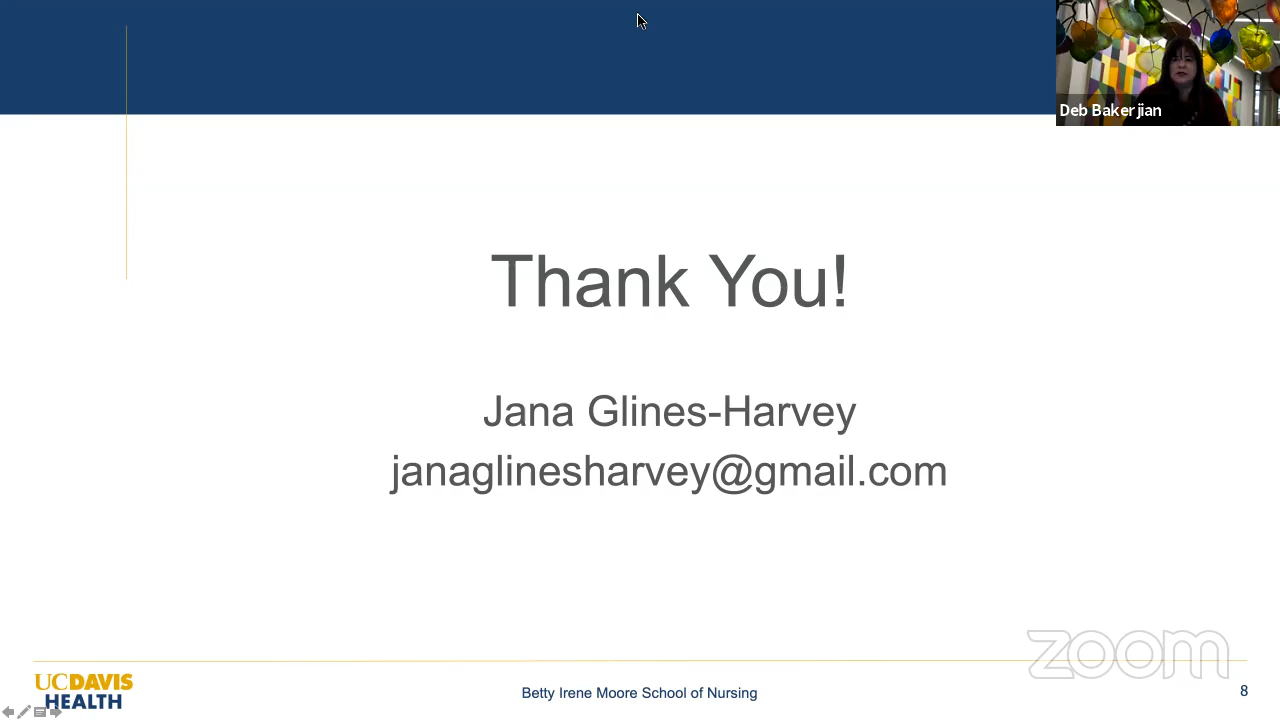 Deb Bakerjian
Thank You!
Jana Glines-Harvey
janaglinesharvey@gmail.com
zoom
UCDAVIS
HEALTH
Betty Irene Moore School of Nursing
8